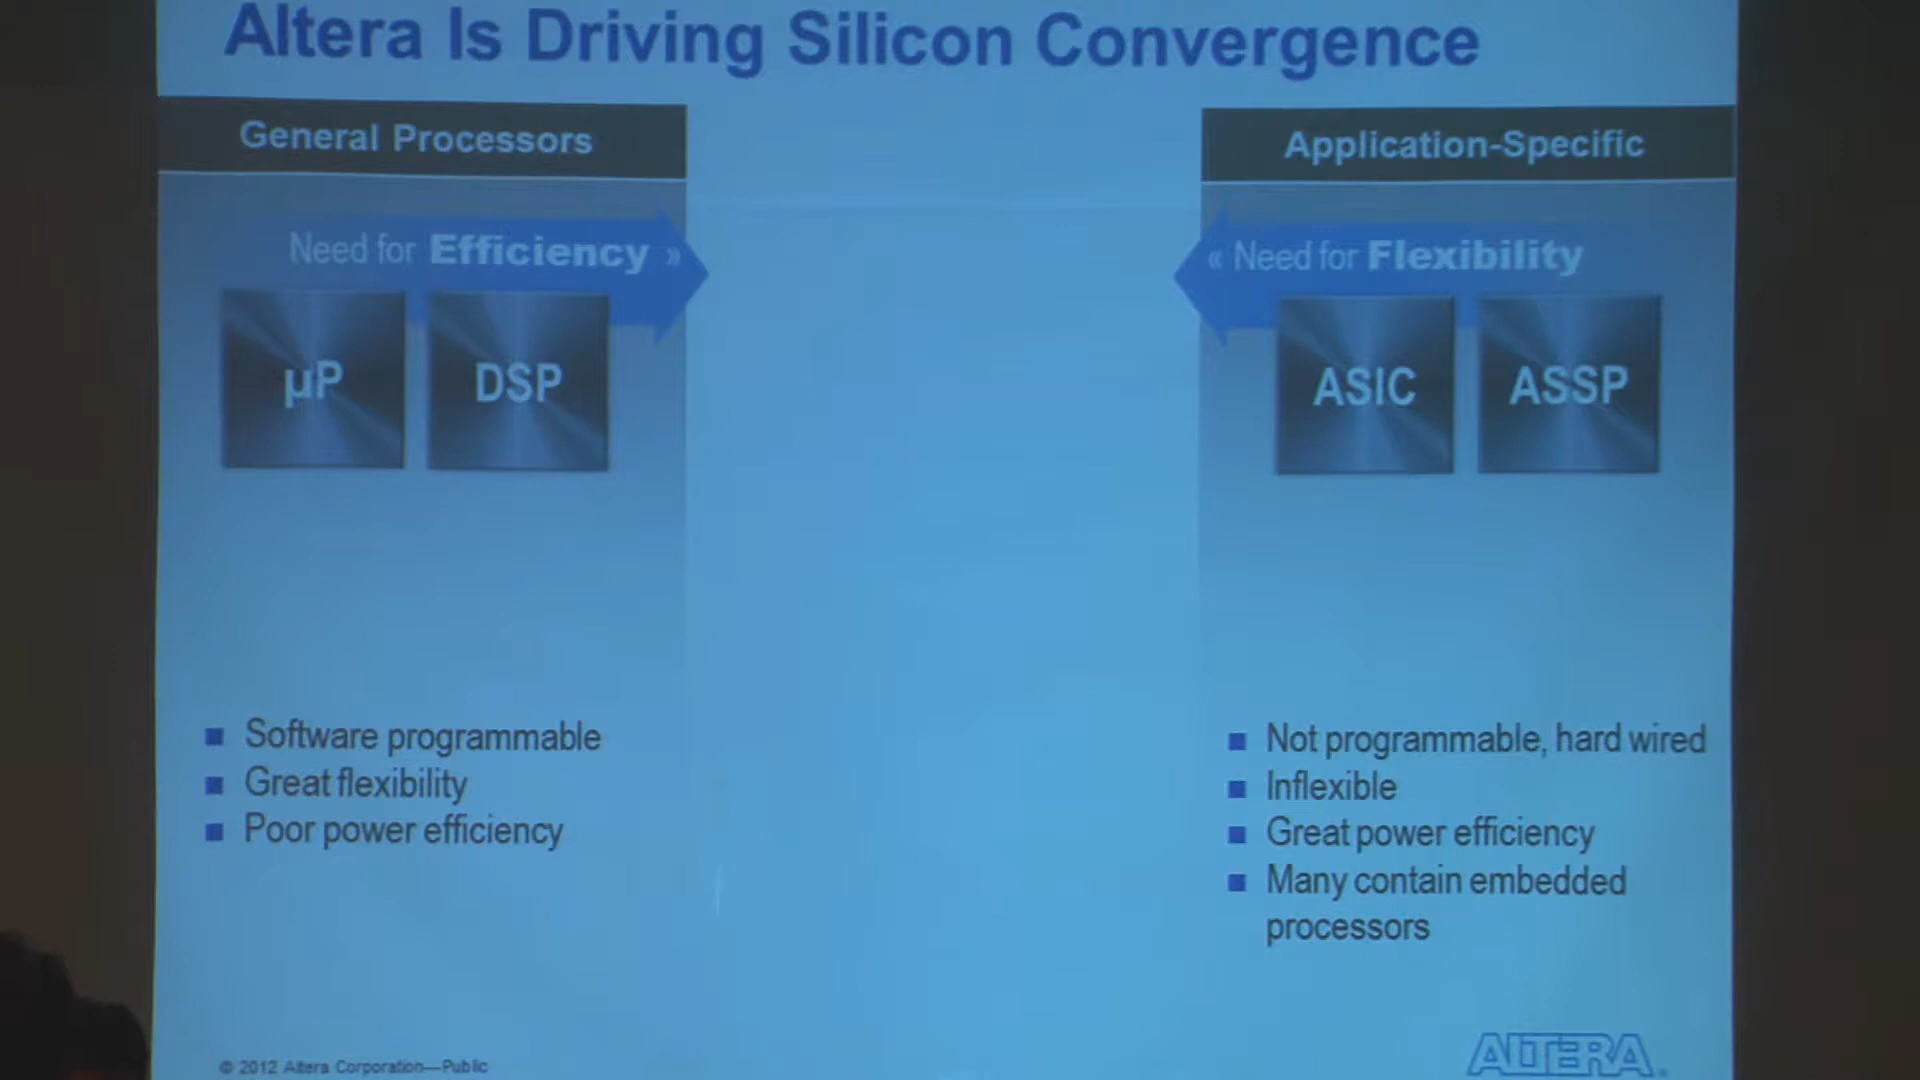 Altera Is Driving Silicon Convergence
General Processors
Need for Efficiency »
µP
DSP
■ Software programmable
■ Great flexibility
■ Poor power efficiency
Application-Specific
« Need for Flexibility
ASIC
ASSP
■ Not programmable, hard wired
■ Inflexible
■ Great power efficiency
■ Many contain embedded
processors
© 2012 Altera Corporation—Public
ALTERA®